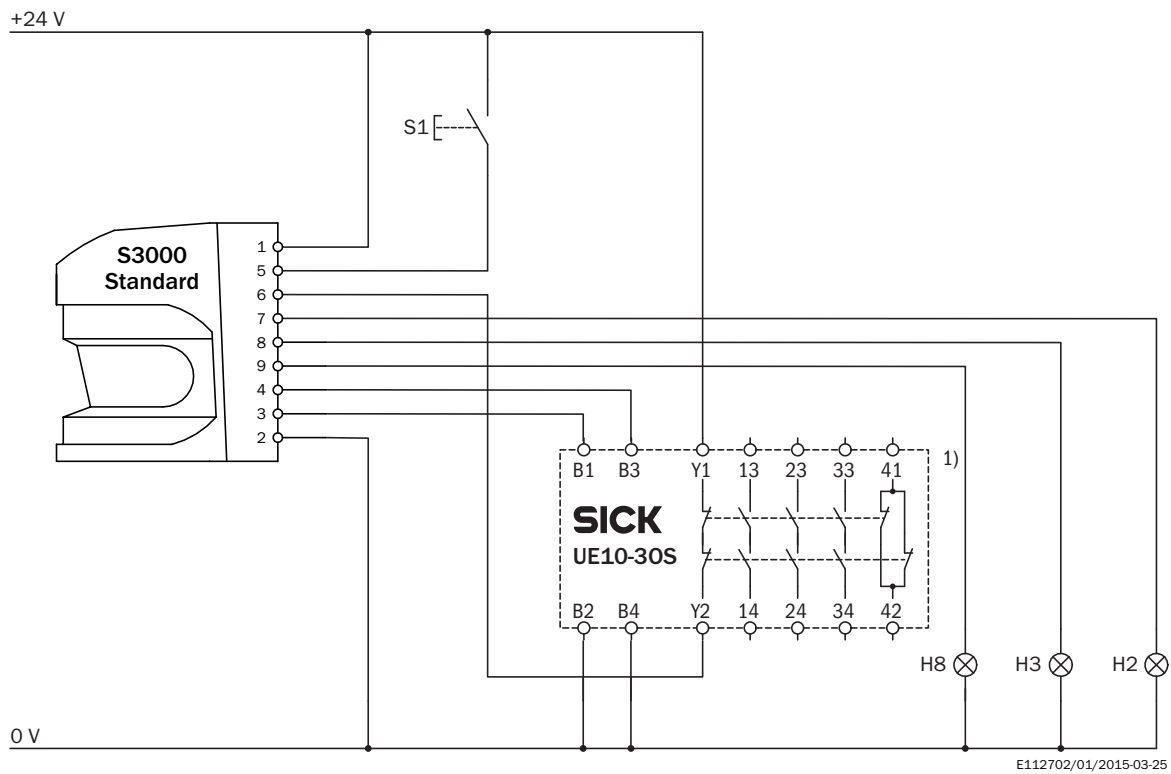 +24 V
S1
S3000
Standard
1
5
6
7
8
9
4
3
2
1)
B1 B3 Y1 13 23 33 41
SICK
UE10-30S
B2 B4 Y2 14 24 34 42
H8 H3 H2
0 V
E112702/01/2015-03-25